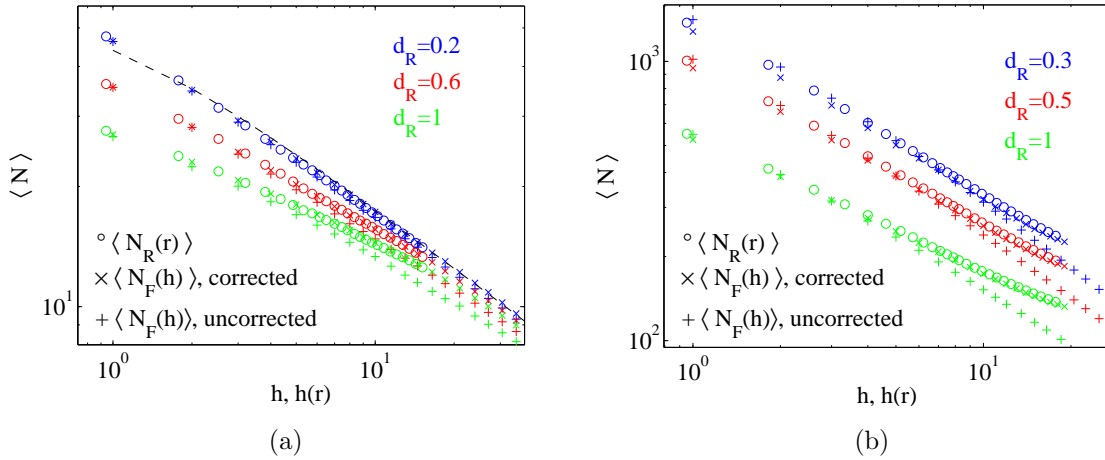 d_R=0.2
d_R=0.6
d_R=1
⟨ N ⟩
○ ⟨ N_R(r) ⟩
× ⟨ N_F(h) ⟩, corrected
+ ⟨ N_F(h)⟩, uncorrected
10^1
10^0
10^1
h, h(r)
(a)
10^3
d_R=0.3
d_R=0.5
d_R=1
⟨ N ⟩
○ ⟨ N_R(r) ⟩
× ⟨ N_F(h) ⟩, corrected
+ ⟨ N_F(h)⟩, uncorrected
10^2
10^0
10^1
h, h(r)
(b)